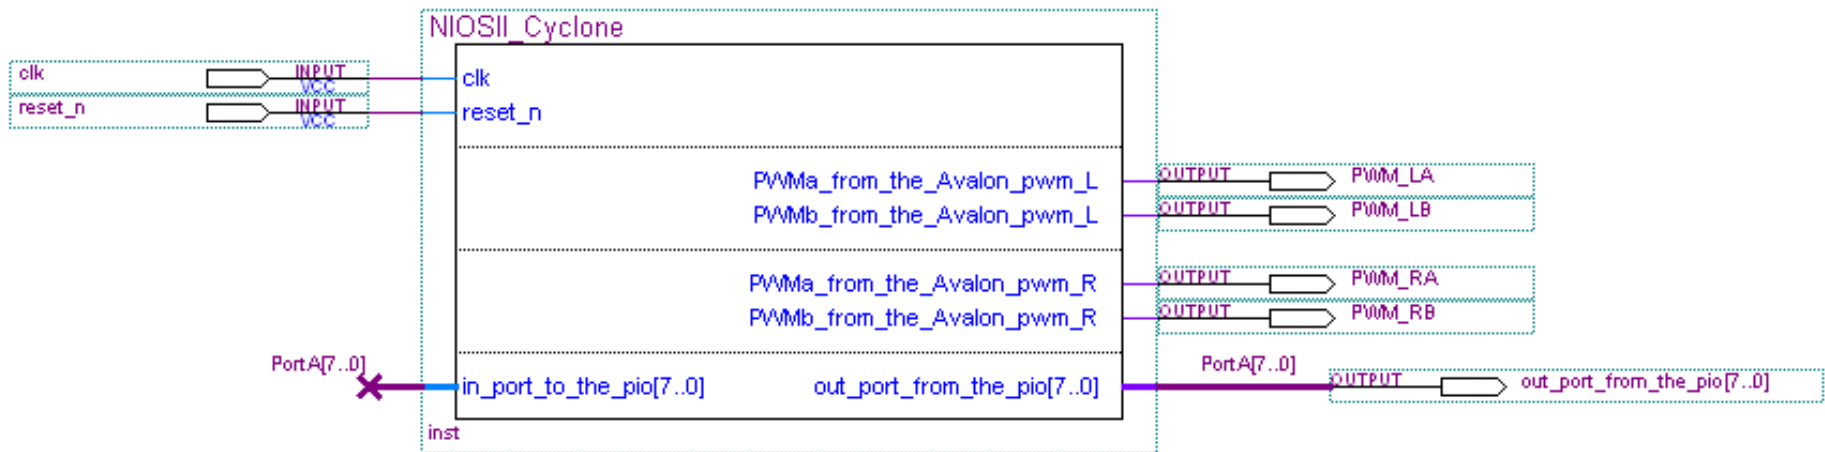 NIOSII_Cyclone
clk INPUT VCC clk
reset_n INPUT VCC reset_n
PWMa_from_the_Avalon_pwm_L OUTPUT PWM_LA
PWMb_from_the_Avalon_pwm_L OUTPUT PWM_LB
PWMa_from_the_Avalon_pwm_R OUTPUT PWM_RA
PWMb_from_the_Avalon_pwm_R OUTPUT PWM_RB
PortA[7..0] PortA[7..0]
in_port_to_the_pio[7..0] out_port_from_the_pio[7..0] OUTPUT out_port_from_the_pio[7..0]
inst